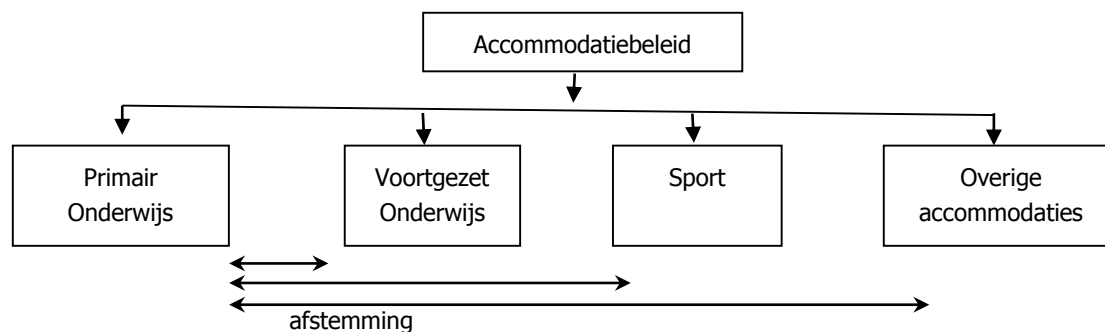 Accommodatiebeleid
Primair
Onderwijs
Voortgezet
Onderwijs
Sport
Overige
accommodaties
afstemming